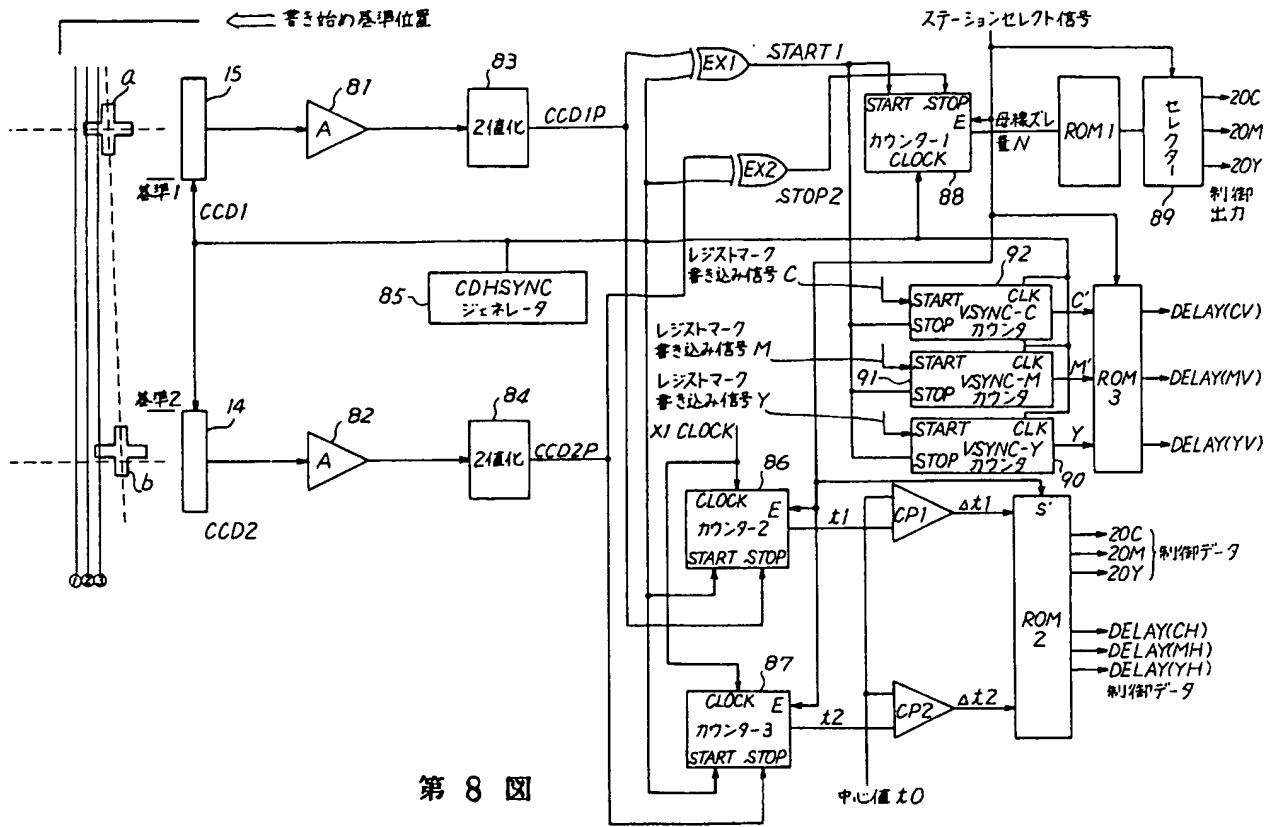 書き始め基準位置
ステーションセレクト信号
a
15
81
83
A
2値化
CCD1P
EX1
START1
START STOP
E
カウンター1
CLOCK
88
母線ズレ
量N
ROM1
セレクター
89
20C
20M
20Y
制御
出力
EX2
STOP2
基準1
CCD1
85
CDHSYNC
ジェネレータ
レジストマーク
書き込み信号C
92
START CLK
VSYNC-C
STOP カウンタ
C'
レジストマーク
書き込み信号M
91
START CLK
VSYNC-M
STOP カウンタ
M'
レジストマーク
書き込み信号Y
START CLK
VSYNC-Y
STOP カウンタ
Y
90
ROM
3
DELAY(CV)
DELAY(MV)
DELAY(YV)
基準2
14
82
84
A
2値化
CCD2P
b
CCD2
① ② ③
X1 CLOCK
86
CLOCK
E
カウンター2
START STOP
t1
CP1
Δt1
S'
ROM
2
20C
20M
20Y
制御データ
DELAY(CH)
DELAY(MH)
DELAY(YH)
制御データ
87
CLOCK
E
カウンター3
START STOP
t2
CP2
Δt2
中心値t0
第8図